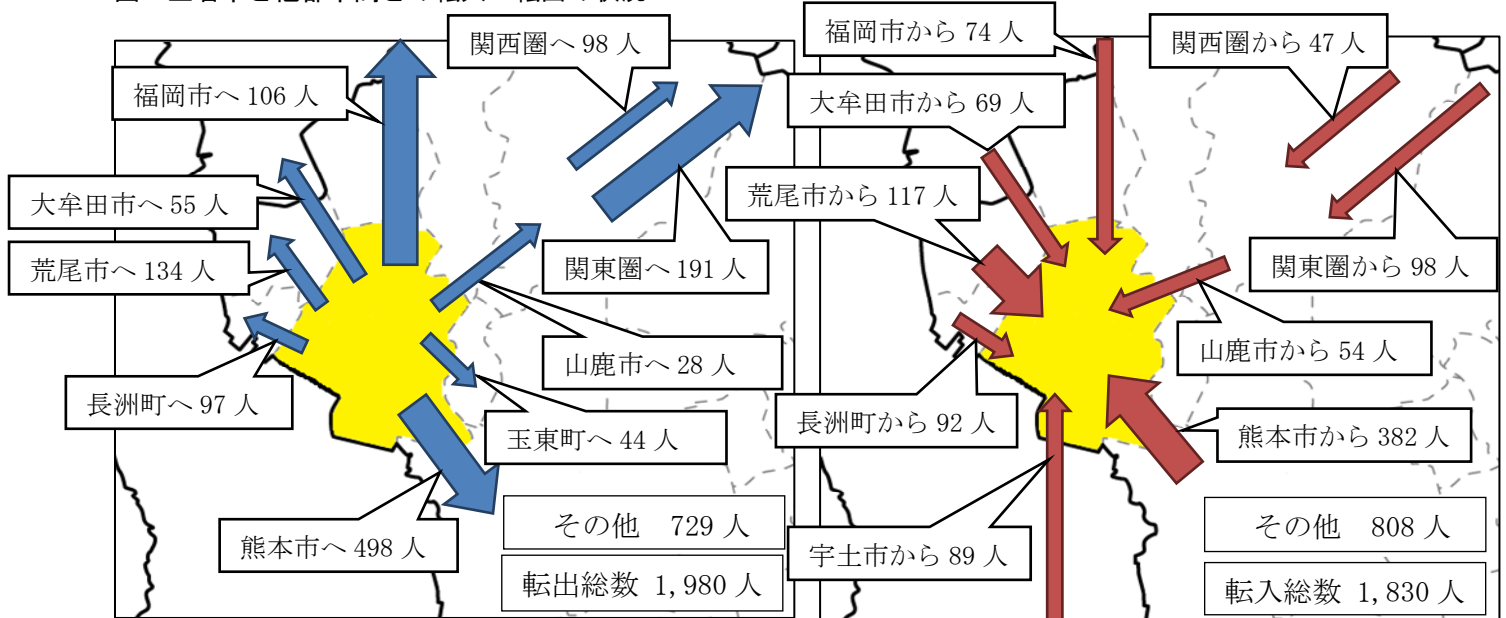 関西圏へ 98 人
福岡市へ 106 人
大牟田市へ 55 人
荒尾市へ 134 人
関東圏へ 191 人
山鹿市へ 28 人
長洲町へ 97 人
玉東町へ 44 人
熊本市へ 498 人
その他 729 人
転出総数 1,980 人
福岡市から 74 人
関西圏から 47 人
大牟田市から 69 人
荒尾市から 117 人
関東圏から 98 人
山鹿市から 54 人
長洲町から 92 人
熊本市から 382 人
宇土市から 89 人
その他 808 人
転入総数 1,830 人